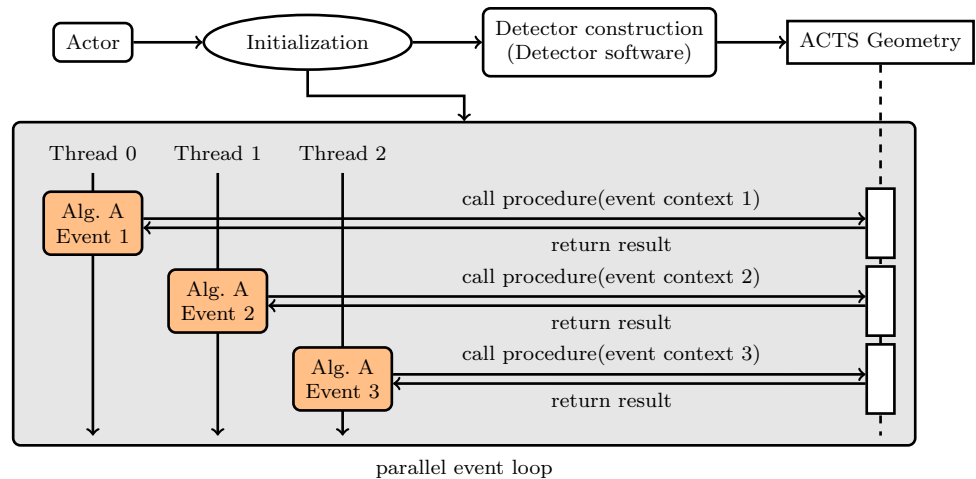 Actor
Initialization
Detector construction
(Detector software)
ACTS Geometry
Thread 0
Thread 1
Thread 2
Alg. A
Event 1
call procedure(event context 1)
return result
Alg. A
Event 2
call procedure(event context 2)
return result
Alg. A
Event 3
call procedure(event context 3)
return result
parallel event loop